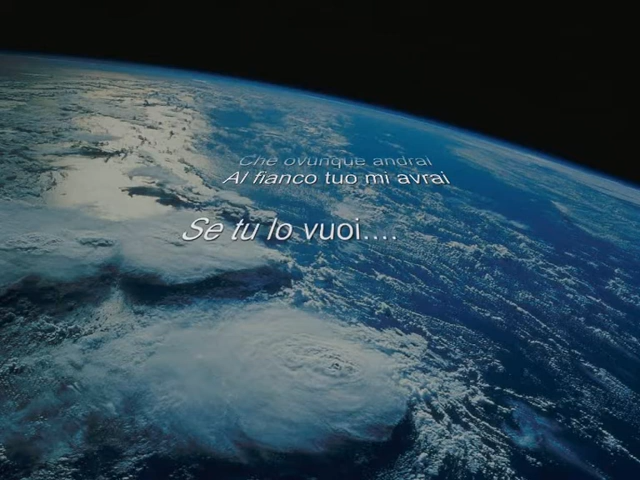 Che ovunque andrai
Al fianco tuo mi avrai
Se tu lo vuoi....